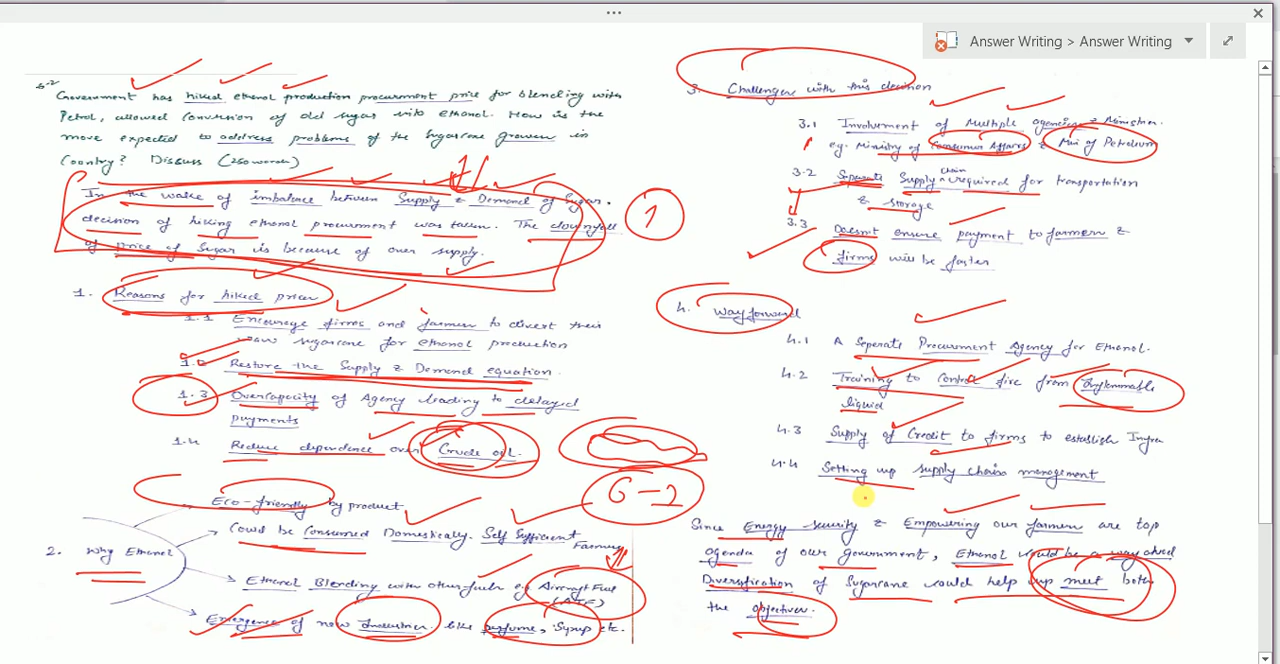 Answer Writing > Answer Writing
Government has hiked ethanol production procurement price for blending with
Petrol, allowed conversion of old sugar into ethanol. How is the
move expected to address problems of the sugarcane growers in
Country? Discuss (250 words)
In the wake of imbalance between Supply & Demand of Sugar.
decision of hiking ethanol procurement was taken. The downfall
of price of Sugar is because of over supply.
1. Reasons for hiked prices
1.1 Encourage firms and farmers to divert their
raw sugarcane for ethanol production
1.2 Restore the Supply & Demand equation.
1.3 Overcapacity of Agency leading to delayed
payments
1.4 Reduce dependence over Crude oil.
6-2
2. Why Ethanol
Eco-friendly by product
Could be Consumed Domestically. Self Sufficient
Farmers
Ethanol Blending with other fuels eg Aircraft Fuel
(ATF)
Emergence of new Industries like perfume, Syrup etc.
1
3. Challenges with this decision
3.1 Involvement of Multiple agencies & Ministries.
eg. Ministry of Consumer Affairs & Min of Petroleum
3.2 Separate Supply chain required for transportation
& storage
3.3 Doesnt ensure payment to farmers &
firms will be faster
4. Way forward
4.1 A Seperate Procurement Agency for Ethanol.
4.2 Training to Control fire from
liquid
4.3 Supply of Credit to firms to establish Infra
4.4 Setting up supply chain management
Since Energy security & Empowering our farmers are top
agenda of our government, Ethanol would be a way ahead
Diversification of Sugarcane would help up meet both
the objectives.